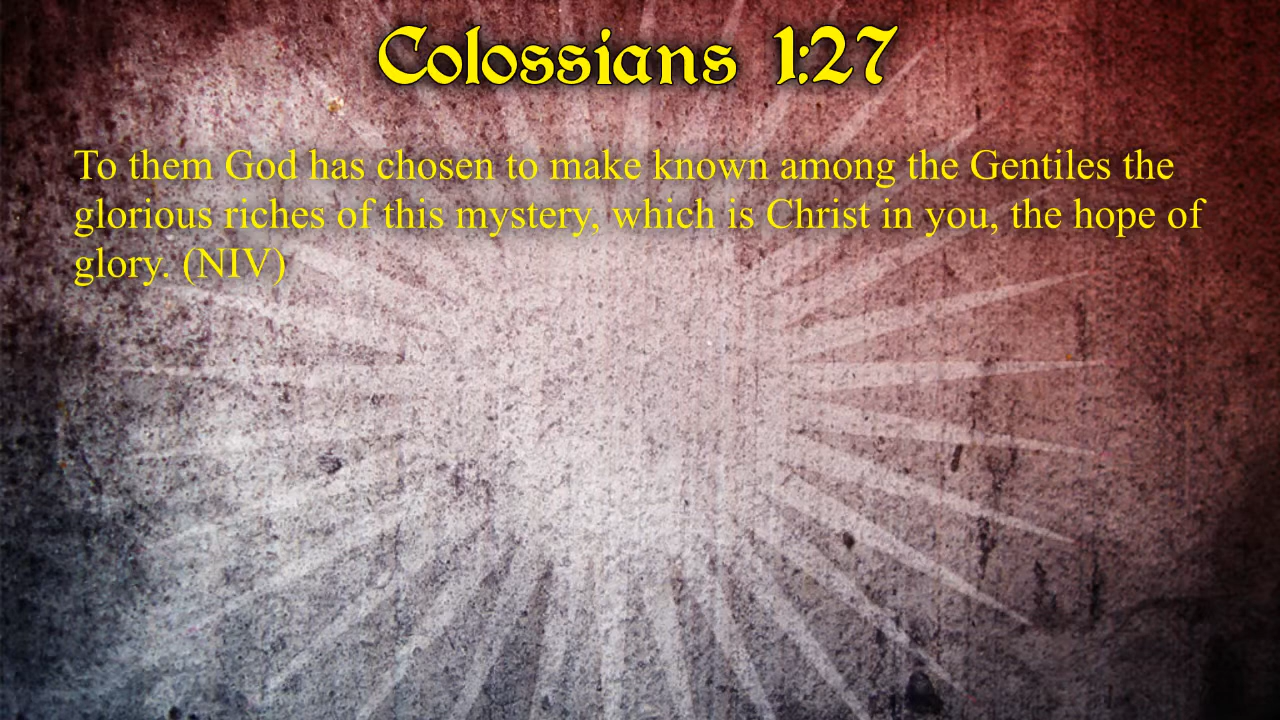 Colossians 1:27
To them God has chosen to make known among the Gentiles the
glorious riches of this mystery, which is Christ in you, the hope of
glory. (NIV)